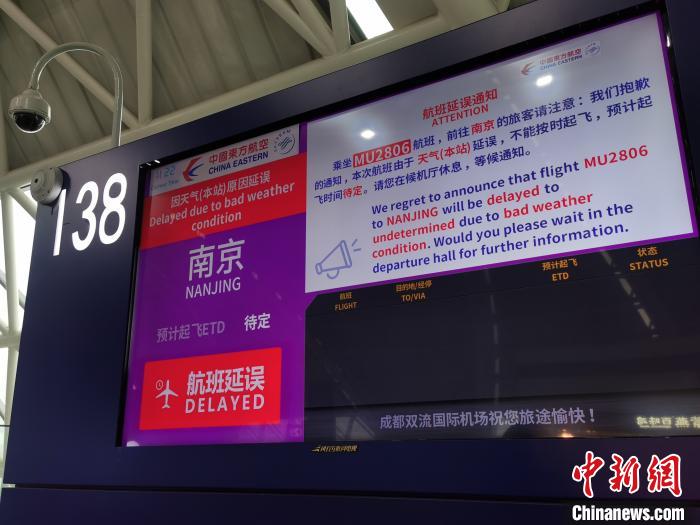 138
中國東方航空
CHINA EASTERN
因天气(本站)原因延误
Delayed due to bad weather
condition
南京
NANJING
预计起飞ETD 待定
航班延误
DELAYED
中國東方航空
CHINA EASTERN
航班延误通知
ATTENTION
乘坐MU2806航班，前往南京的旅客请注意：我们抱歉
的通知，本次航班由于天气(本站)延误，不能按时起飞，预计起
飞时间待定。请您在候机厅休息，等候通知。
We regret to announce that flight MU2806
to NANJING will be delayed to
undetermined due to bad weather
condition. Would you please wait in the
departure hall for further information.
航班 目的地/经停 预计起飞 状态
FLIGHT TO/VIA ETD STATUS
成都双流国际机场祝您旅途愉快！
中新网
Chinanews.com